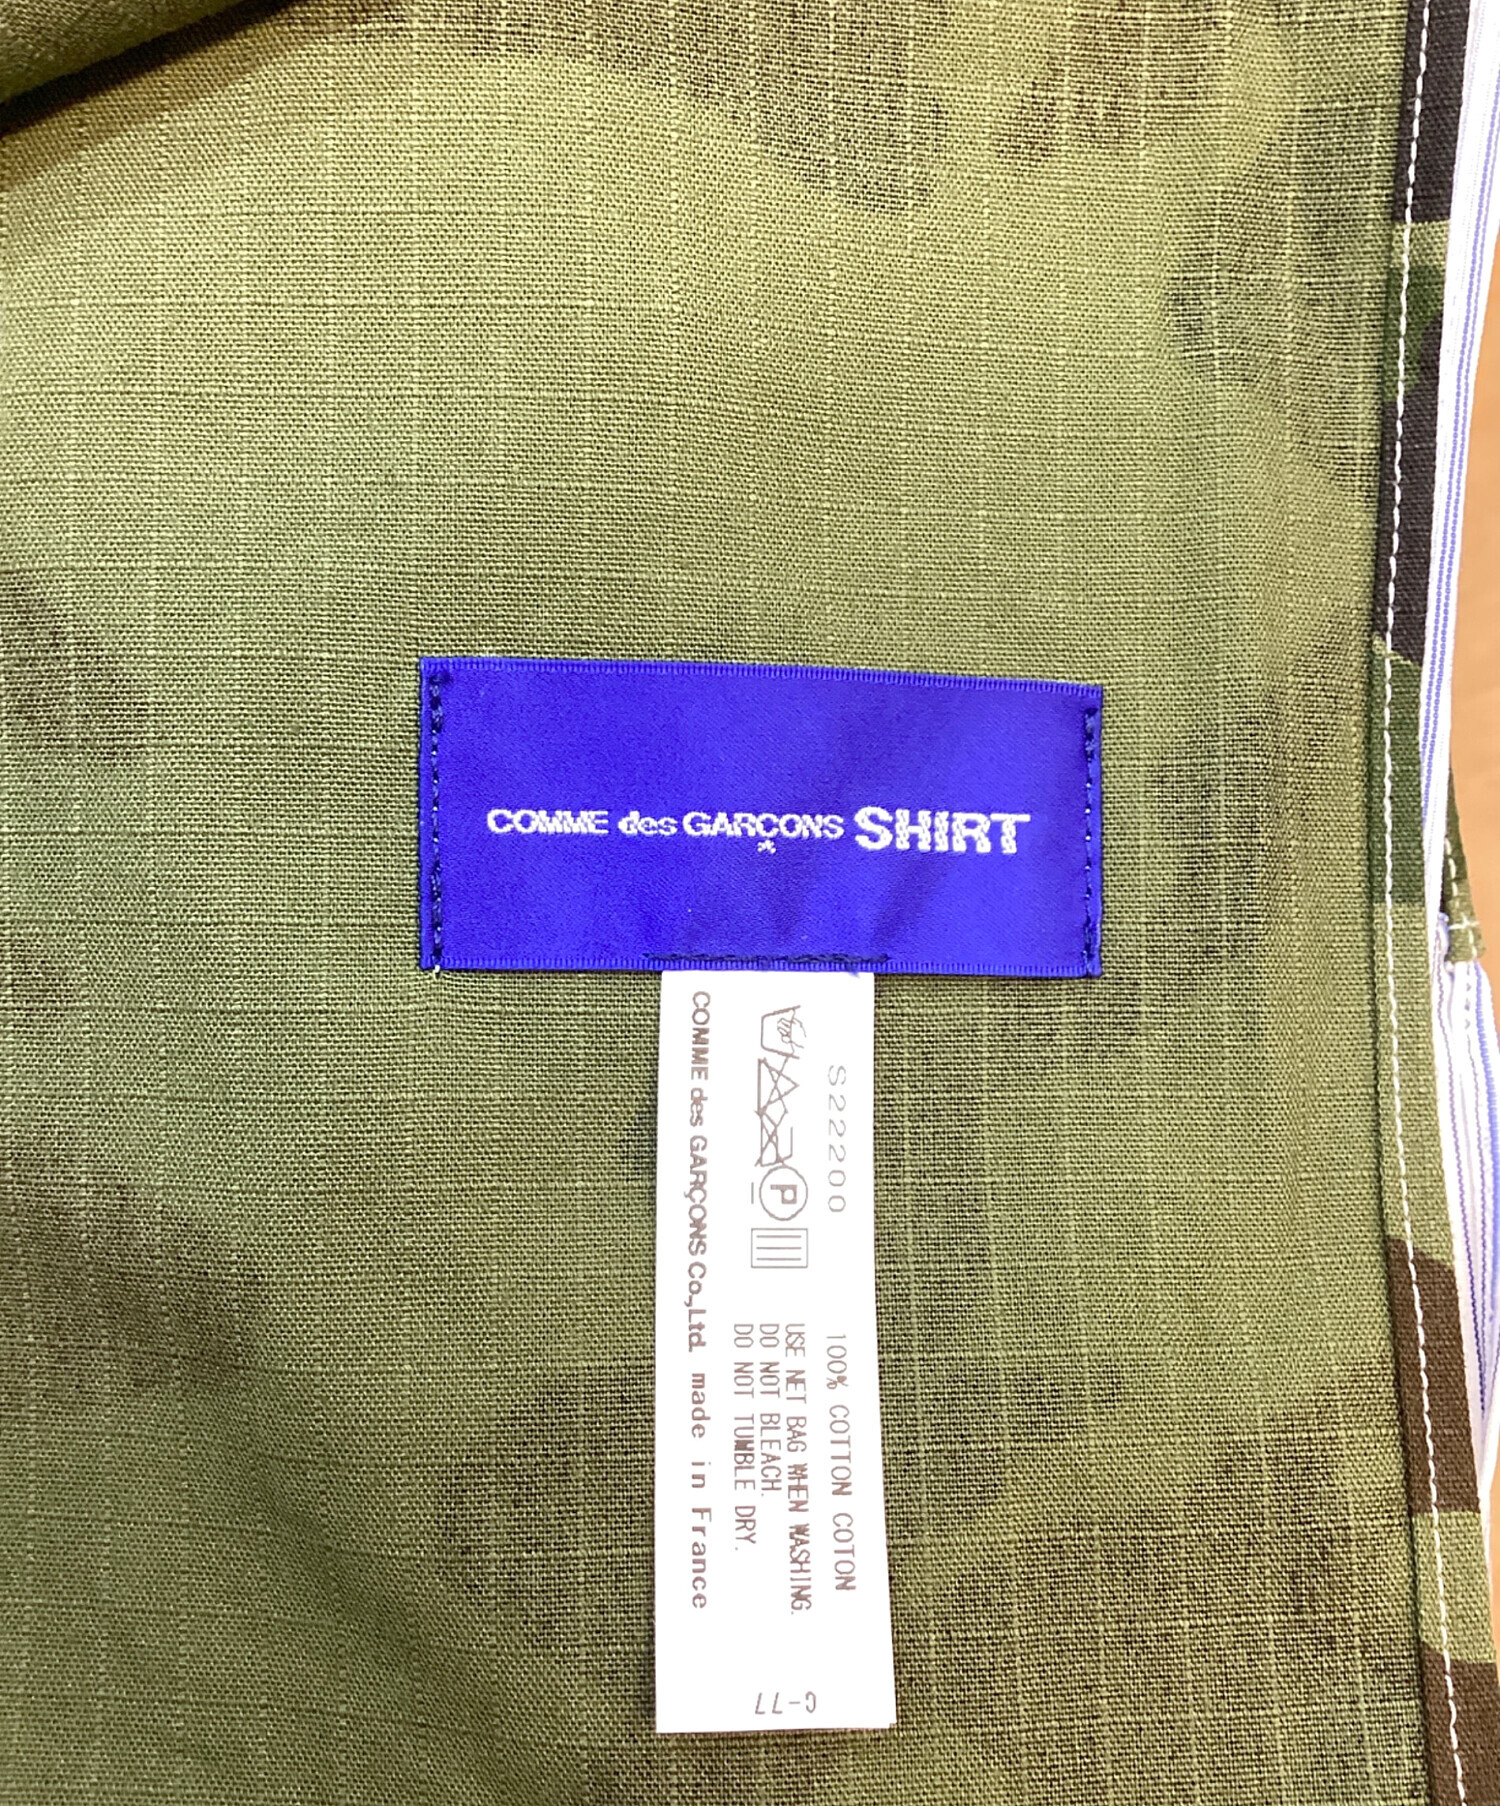 COMME des GARÇONS SHIRT
S22200
100% COTTON COTON
USE NET BAG WHEN WASHING.
DO NOT BLEACH.
DO NOT TUMBLE DRY.
P
COMME des GARÇONS Co.,Ltd. made in France
G-77